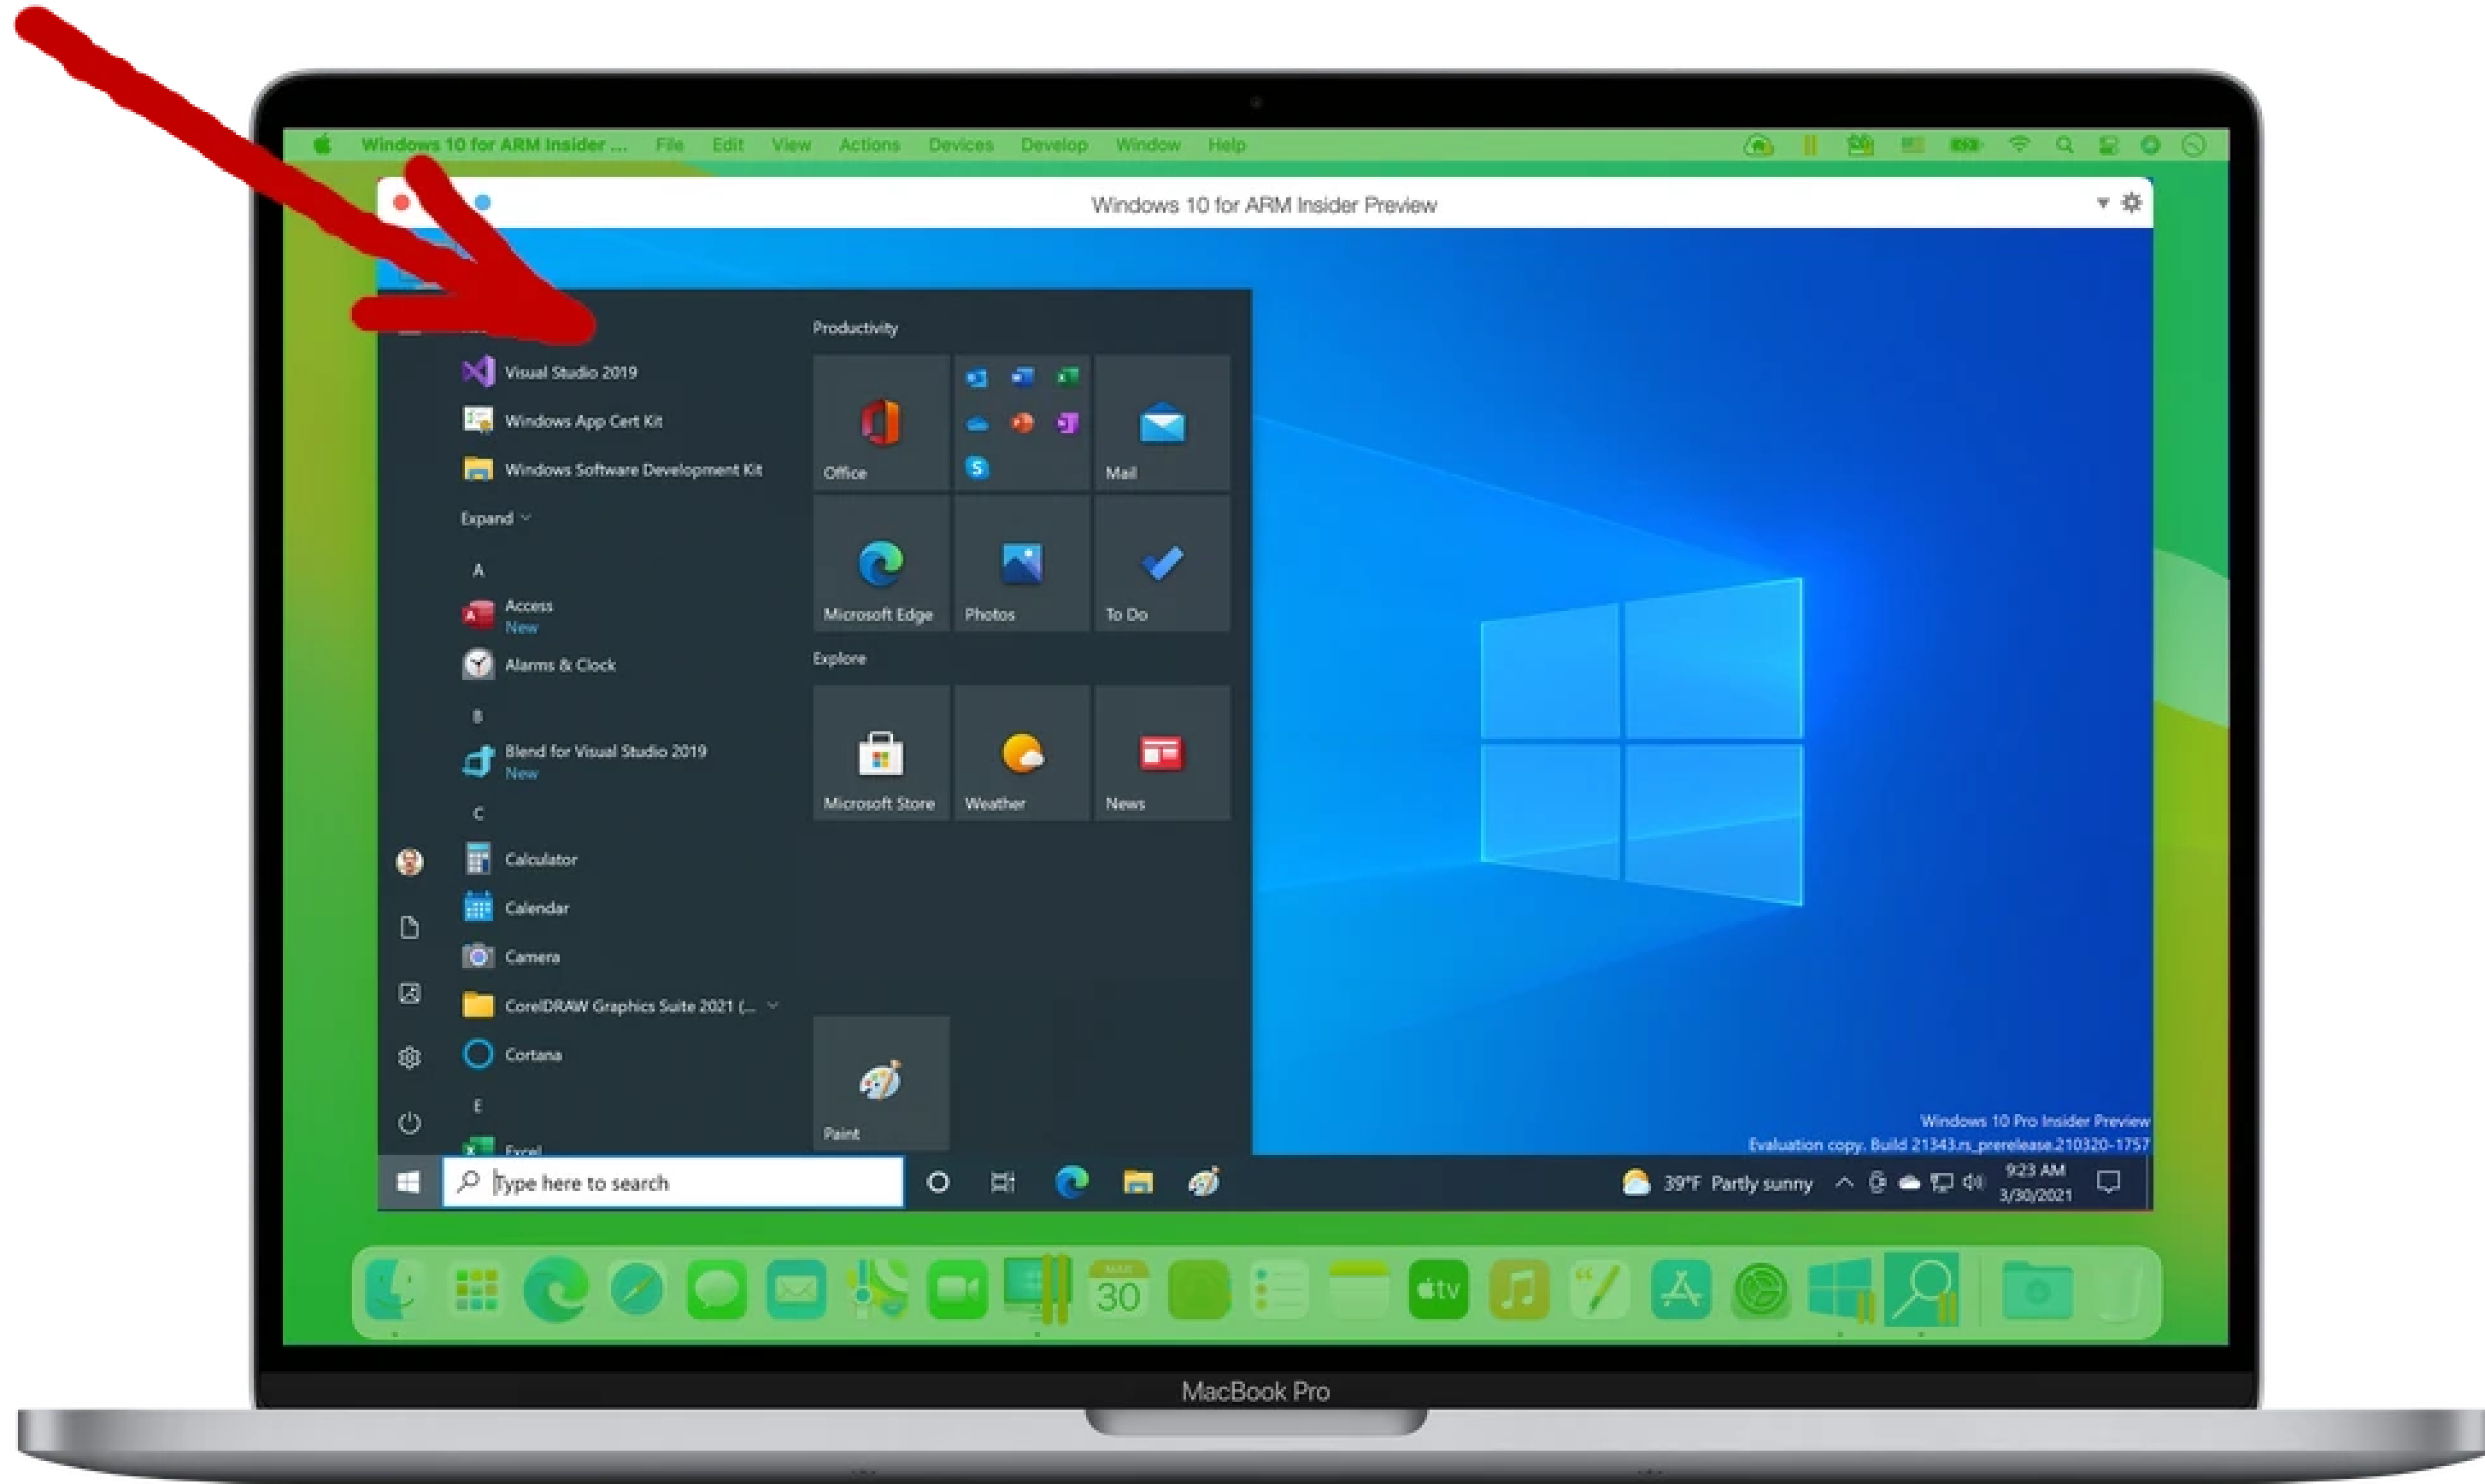 Windows 10 for ARM Insider ... File Edit View Actions Devices Develop Window Help
Windows 10 for ARM Insider Preview
Productivity
Visual Studio 2019
Windows App Cert Kit
Windows Software Development Kit
Office
Mail
Expand
A
Access
New
Microsoft Edge
Photos
To Do
Alarms & Clock
Explore
B
Blend for Visual Studio 2019
New
Microsoft Store
Weather
News
C
Calculator
Calendar
Camera
CorelDRAW Graphics Suite 2021 (...
Cortana
E
Excel
Paint
Windows 10 Pro Insider Preview
Evaluation copy. Build 21343.rs_prerelease.210320-1757
Type here to search
39°F Partly sunny
9:23 AM
3/30/2021
MAR
30
tv
MacBook Pro